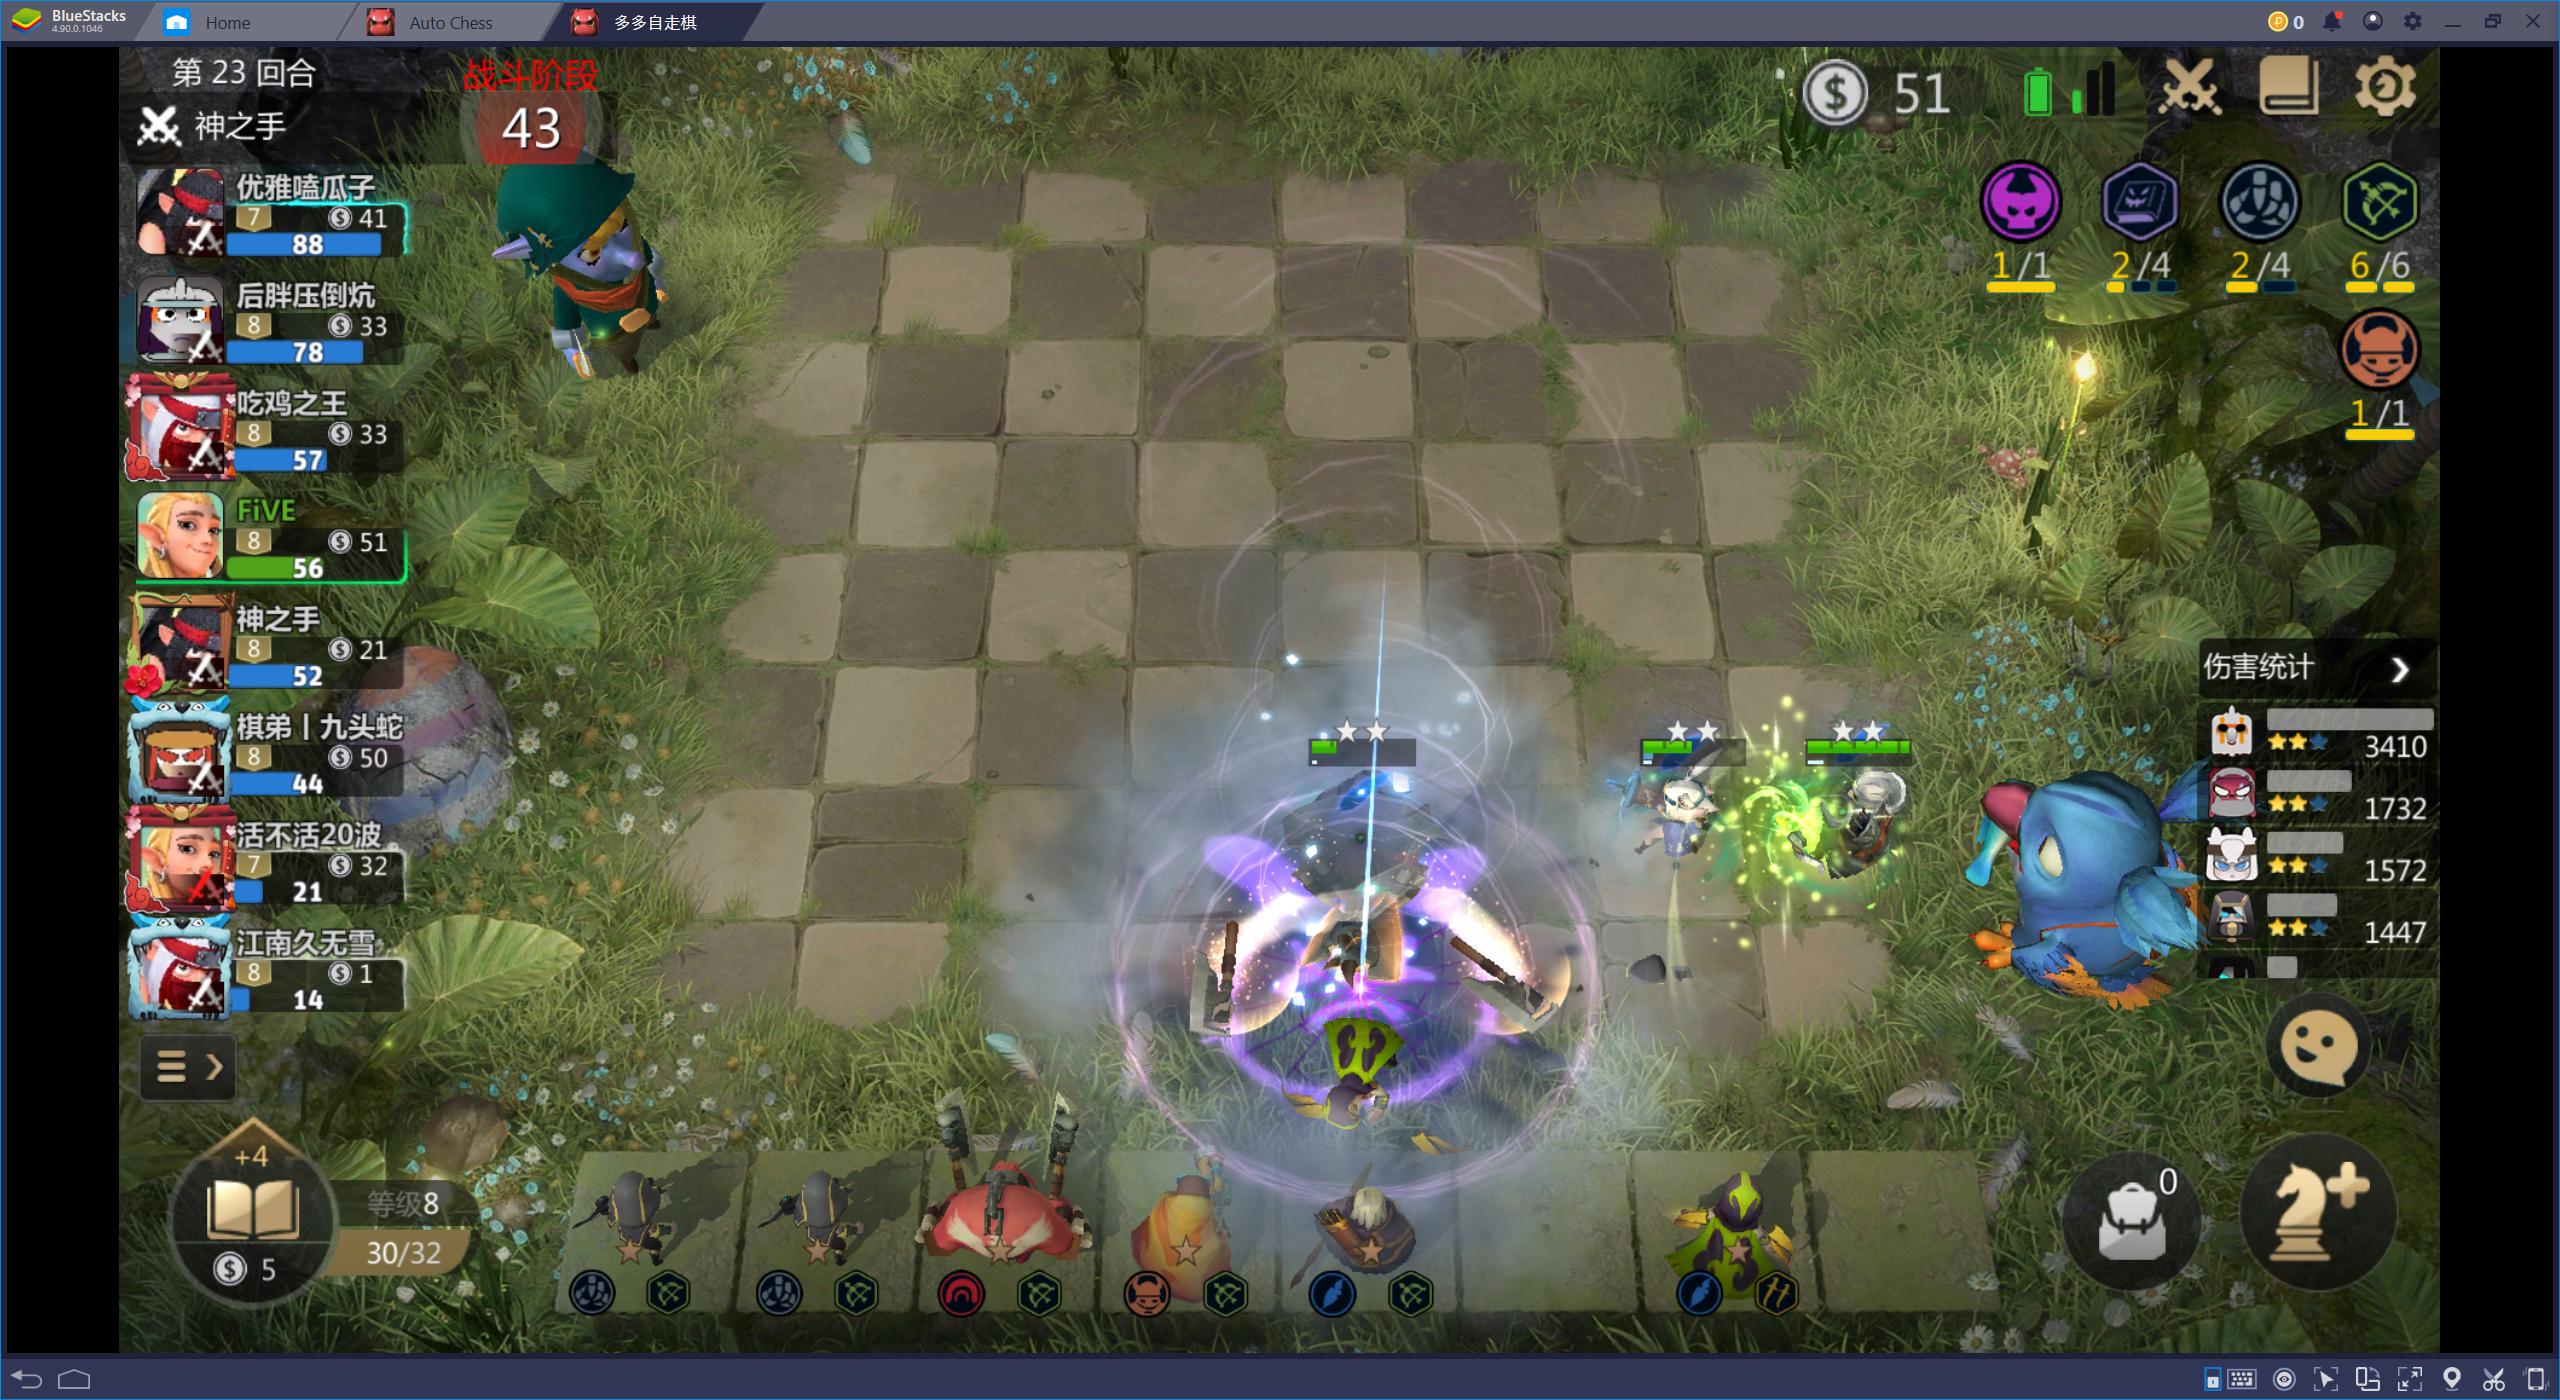 BlueStacks
4.90.0.1046
Home
Auto Chess
多多自走棋
0
第 23 回合
战斗阶段
神之手
43
51
优雅嗑瓜子
7 41
88
后胖压倒炕
8 33
78
吃鸡之王
8 33
57
FiVE
8 51
56
神之手
8 21
52
棋弟丨九头蛇
8 50
44
活不活20波
7 32
21
江南久无雪
8 1
14
1/1 2/4 2/4 6/6
1/1
伤害统计
3410
1732
1572
1447
+4
等级8
30/32
$ 5
0